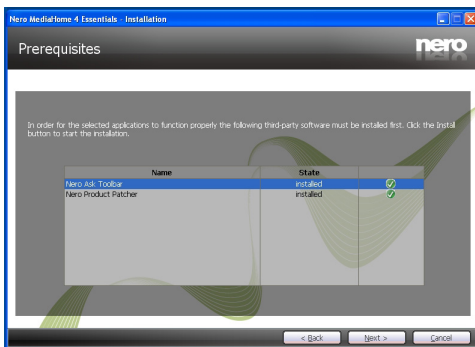 Nero MediaHome 4 Essentials - Installation
Prerequisites
nero
In order for the selected applications to function properly the following third-party software must be installed first. Click the Install
button to start the installation.
Name State
Nero Ask Toolbar installed
Nero Product Patcher installed
< Back Next > Cancel